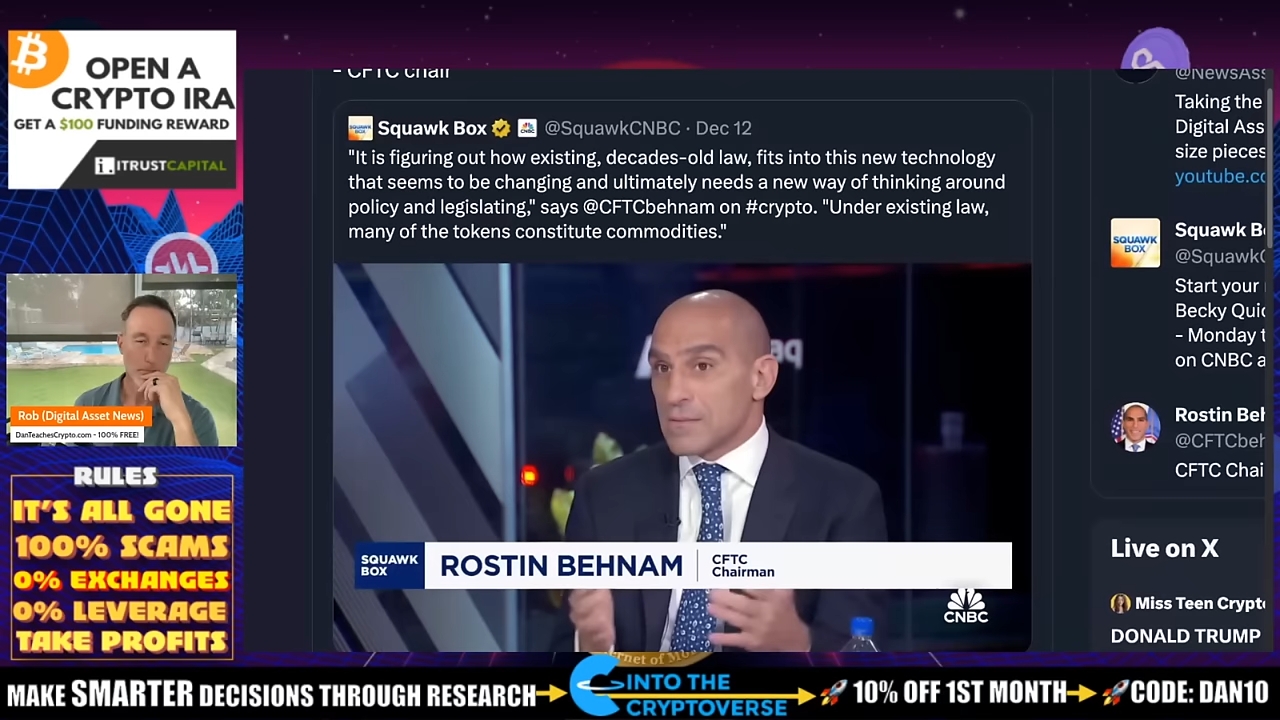 OPEN A
CRYPTO IRA
GET A $100 FUNDING REWARD
ITRUSTCAPITAL
Rob (Digital Asset News)
DanTeachesCrypto.com - 100% FREE!
RULES
IT'S ALL GONE
100% SCAMS
0% EXCHANGES
0% LEVERAGE
TAKE PROFITS
- CFTC chair
Squawk Box @SquawkCNBC · Dec 12
"It is figuring out how existing, decades-old law, fits into this new technology
that seems to be changing and ultimately needs a new way of thinking around
policy and legislating," says @CFTCbehnam on #crypto. "Under existing law,
many of the tokens constitute commodities."
SQUAWK
BOX
ROSTIN BEHNAM
CFTC
Chairman
CNBC
@NewsAss
Taking the
Digital Ass
size pieces
youtube.co
SQUAWK
BOX
Squawk B
@Squawk
Start your
Becky Quic
- Monday t
on CNBC a
Rostin Beh
@CFTCbeh
CFTC Chai
Live on X
Miss Teen Crypto
DONALD TRUMP
MAKE SMARTER DECISIONS THROUGH RESEARCH
INTO THE
CRYPTOVERSE
10% OFF 1ST MONTH
CODE: DAN10